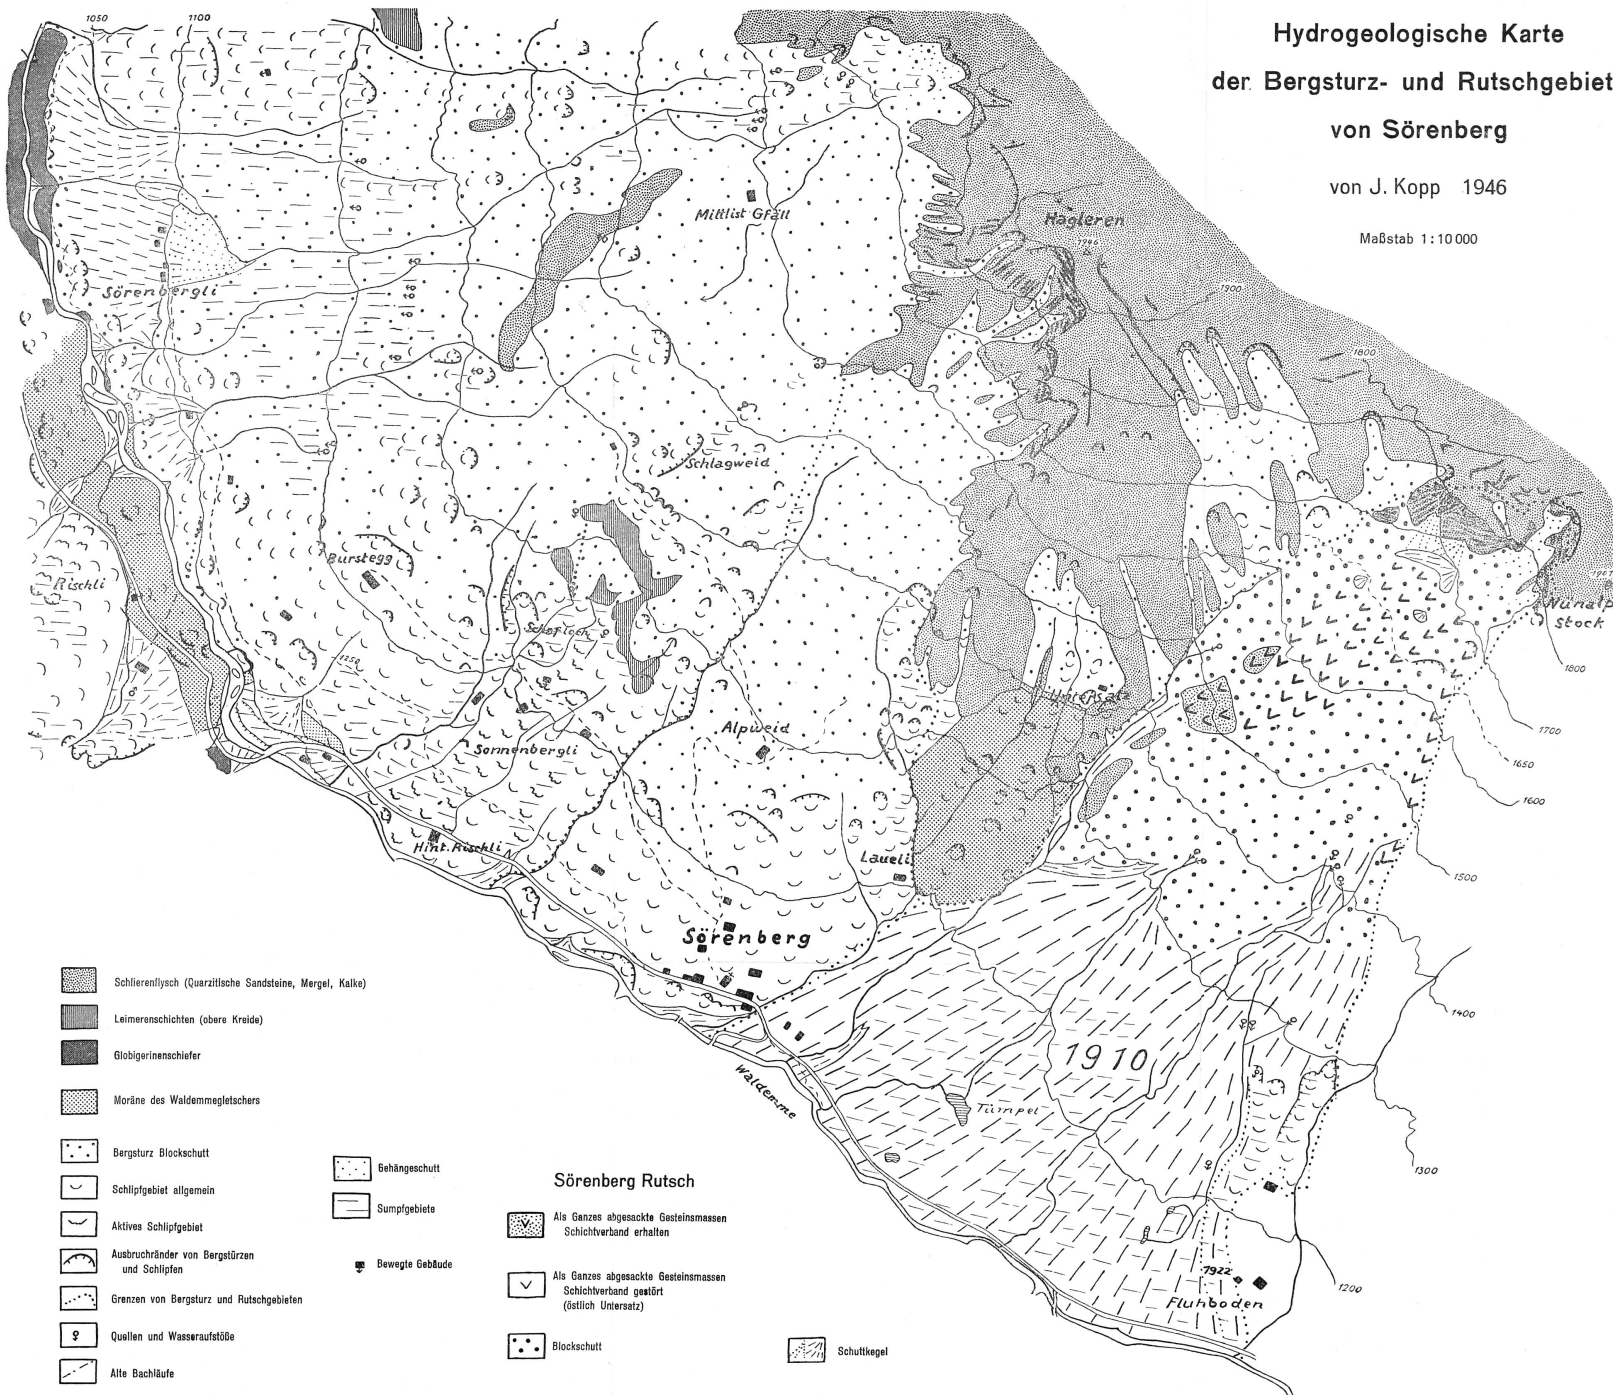 Hydrogeologische Karte
der Bergsturz- und Rutschgebiet
von Sörenberg
von J. Kopp 1946
Maßstab 1:10000
1050
1100
Mittlist Gfäll
Hagleren
1946
1900
Sörenbergli
1800
Schlagweid
Burstegg
Rischli
Schofloch
Nünalp
Stock
1250
1800
Untersatz
Alpweid
1700
Sonnenbergli
1650
1600
Hint. Rischli
Laueli
1500
Sörenberg
1400
1910
Waldemme
Tümpel
1300
1922
1200
Fluhboden
Schlierenflysch (Quarzitische Sandsteine, Mergel, Kalke)
Leimerenschichten (obere Kreide)
Globigerinenschiefer
Moräne des Waldemmegletschers
Bergsturz Blockschutt
Schlipfgebiet allgemein
Aktives Schlipfgebiet
Ausbruchränder von Bergstürzen
und Schlipfen
Grenzen von Bergsturz und Rutschgebieten
Quellen und Wasseraufstöße
Alte Bachläufe
Gehängeschutt
Sumpfgebiete
Bewegte Gebäude
Sörenberg Rutsch
Als Ganzes abgesackte Gesteinsmassen
Schichtverband erhalten
Als Ganzes abgesackte Gesteinsmassen
Schichtverband gestört
(östlich Untersatz)
Blockschutt
Schuttkegel